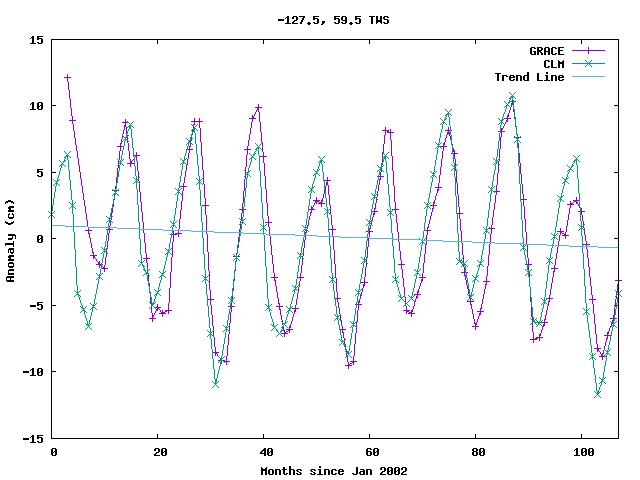 -127.5, 59.5 TWS
GRACE
CLM
Trend Line
15
10
5
0
-5
-10
-15
Anomaly (cm)
0 20 40 60 80 100
Months since Jan 2002